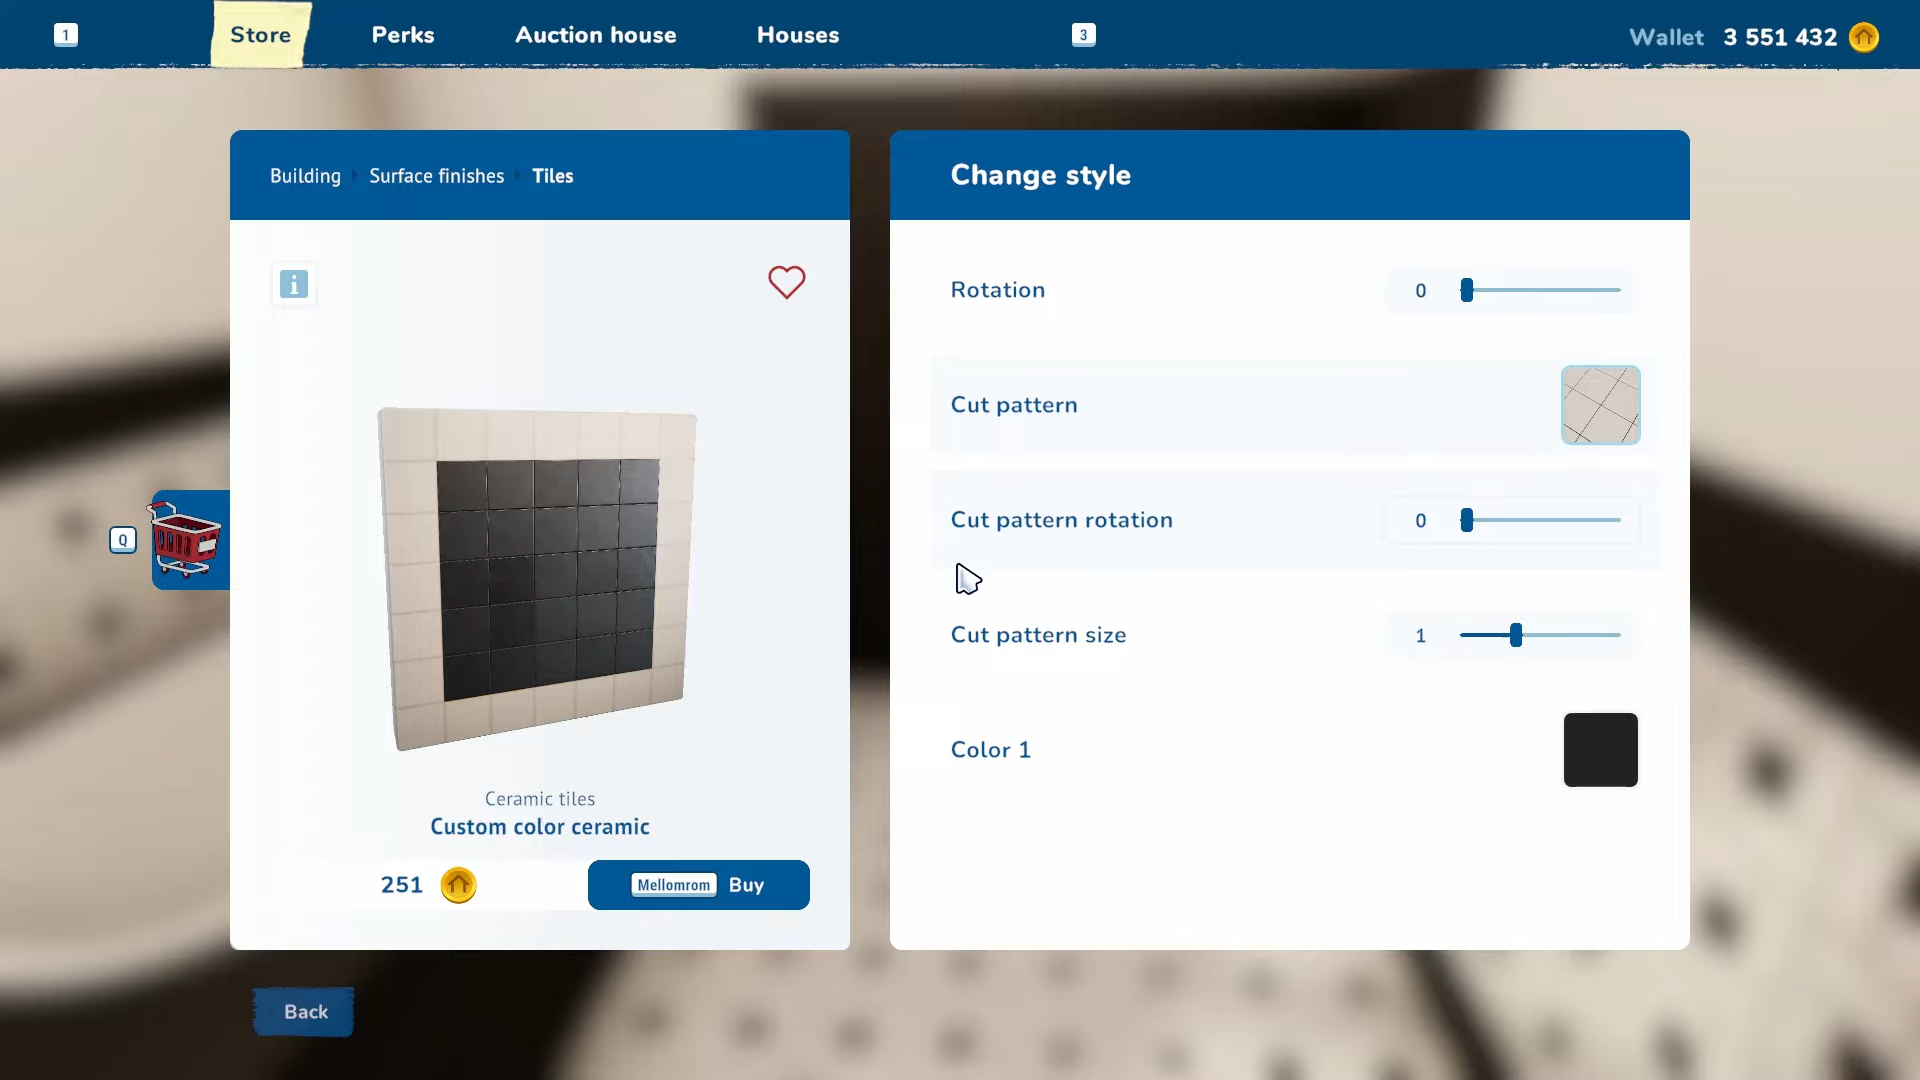 1
Store
Perks
Auction house
Houses
3
Wallet 3 551 432
Building
Surface finishes
Tiles
i
Ceramic tiles
Custom color ceramic
251
Mellomrom Buy
Q
Back
Change style
Rotation 0
Cut pattern
Cut pattern rotation 0
Cut pattern size 1
Color 1